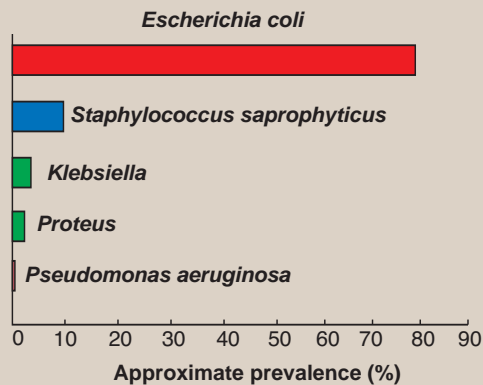 Escherichia coli
Staphylococcus saprophyticus
Klebsiella
Proteus
Pseudomonas aeruginosa
0 10 20 30 40 50 60 70 80 90
Approximate prevalence (%)